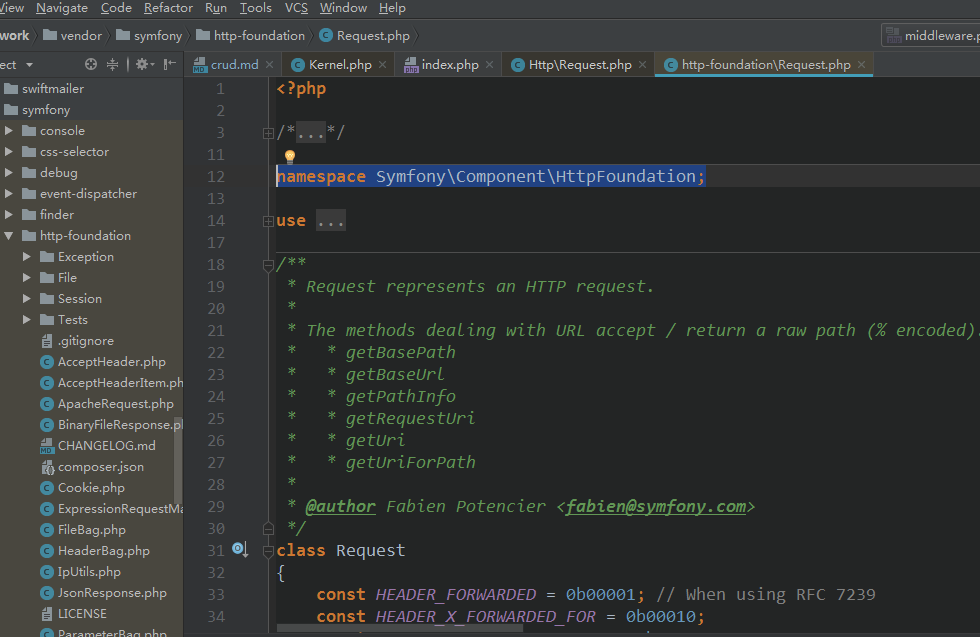 View Navigate Code Refactor Run Tools VCS Window Help
work vendor symfony http-foundation Request.php middleware.p
ect
crud.md Kernel.php index.php Http\Request.php http-foundation\Request.php
swiftmailer
symfony
console
css-selector
debug
event-dispatcher
finder
http-foundation
Exception
File
Session
Tests
.gitignore
AcceptHeader.php
AcceptHeaderItem.ph
ApacheRequest.php
BinaryFileResponse.p
CHANGELOG.md
composer.json
Cookie.php
ExpressionRequestMa
FileBag.php
HeaderBag.php
IpUtils.php
JsonResponse.php
LICENSE
ParameterBag.php
1 <?php
2
3 /*...*/
11
12 namespace Symfony\Component\HttpFoundation;
13
14 use ...
17
18 /**
19 * Request represents an HTTP request.
20 *
21 * The methods dealing with URL accept / return a raw path (% encoded).
22 * * getBasePath
23 * * getBaseUrl
24 * * getPathInfo
25 * * getRequestUri
26 * * getUri
27 * * getUriForPath
28 *
29 * @author Fabien Potencier <fabien@symfony.com>
30 */
31 class Request
32 {
33 const HEADER_FORWARDED = 0b00001; // When using RFC 7239
34 const HEADER_X_FORWARDED_FOR = 0b00010;